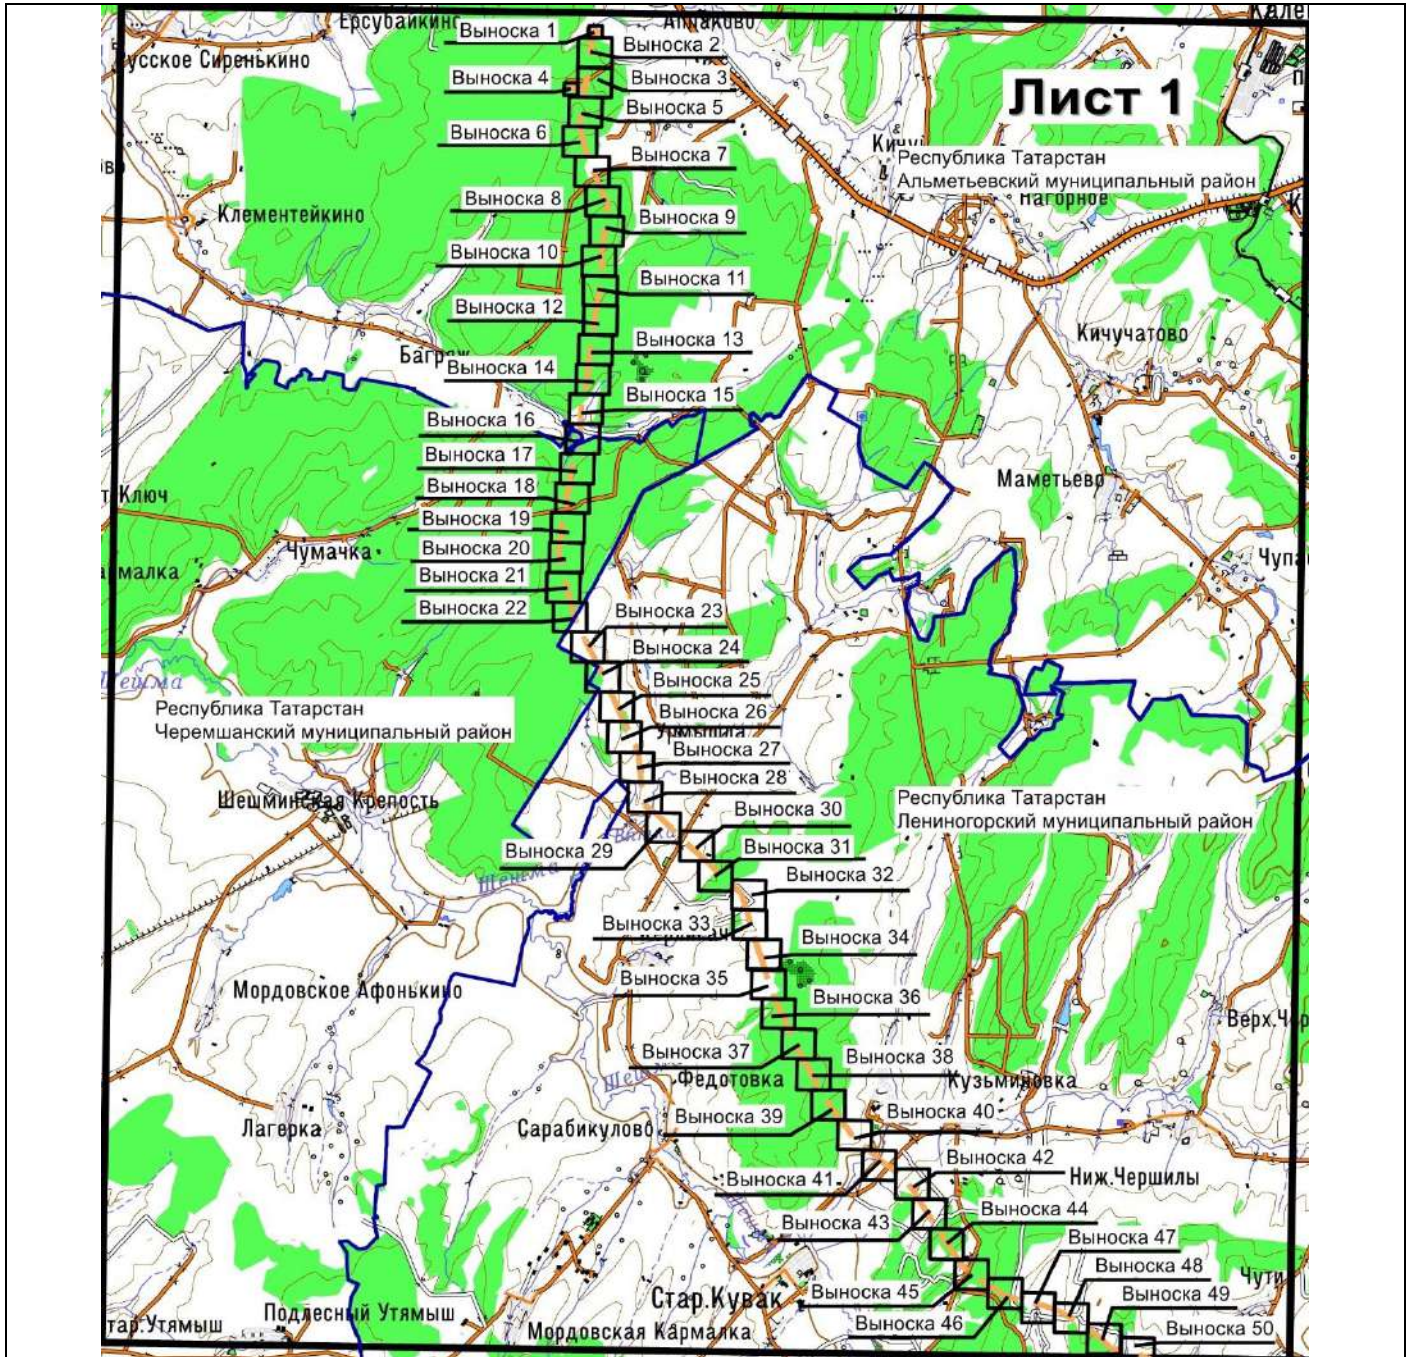 Ерсубайкино
Аппаково
Выноска 1
Выноска 2
Русское Сиренькино
Выноска 4
Выноска 3
Лист 1
Выноска 5
Выноска 6
Выноска 7
Республика Татарстан
Альметьевский муниципальный район
Нагорное
Выноска 8
Клементейкино
Выноска 9
Выноска 10
Выноска 11
Выноска 12
Кичучатово
Выноска 13
Багряж
Выноска 14
Выноска 15
Выноска 16
Выноска 17
Маметьево
Ключ
Выноска 18
Выноска 19
Чумачка
Выноска 20
Выноска 21
Выноска 22
Выноска 23
Выноска 24
Выноска 25
Республика Татарстан
Черемшанский муниципальный район
Выноска 26
Выноска 27
Выноска 28
Шешминская Крепость
Республика Татарстан
Лениногорский муниципальный район
Выноска 30
Выноска 29
Выноска 31
Шешма
Выноска 32
Выноска 33
Выноска 34
Выноска 35
Мордовское Афонькино
Выноска 36
Выноска 37
Выноска 38
Федотовка
Кузьминовка
Выноска 39
Выноска 40
Лагерка
Сарабикулово
Выноска 42
Выноска 41
Ниж.Чершилы
Выноска 44
Выноска 43
Выноска 47
Выноска 48
Выноска 45
Выноска 49
Стар.Кувак
Подлесный Утямыш
Выноска 46
Выноска 50
Мордовская Кармалка